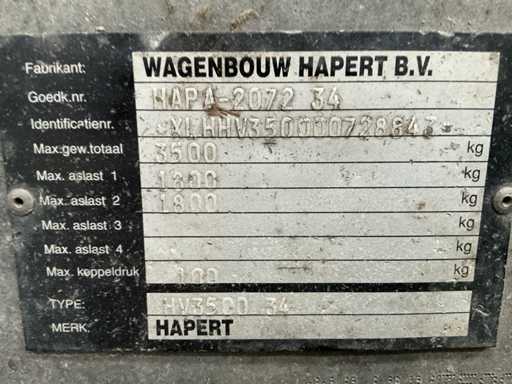 Fabrikant: WAGENBOUW HAPERT B.V.
Goedk.nr. HAPA-2072 34
Identificatienr.
Max.gew.totaal 3500 kg
Max. aslast 1 1800 kg
Max. aslast 2 1800 kg
Max. aslast 3 kg
Max. aslast 4 kg
Max. koppeldruk 100 kg
TYPE: HV3500 34
MERK: HAPERT